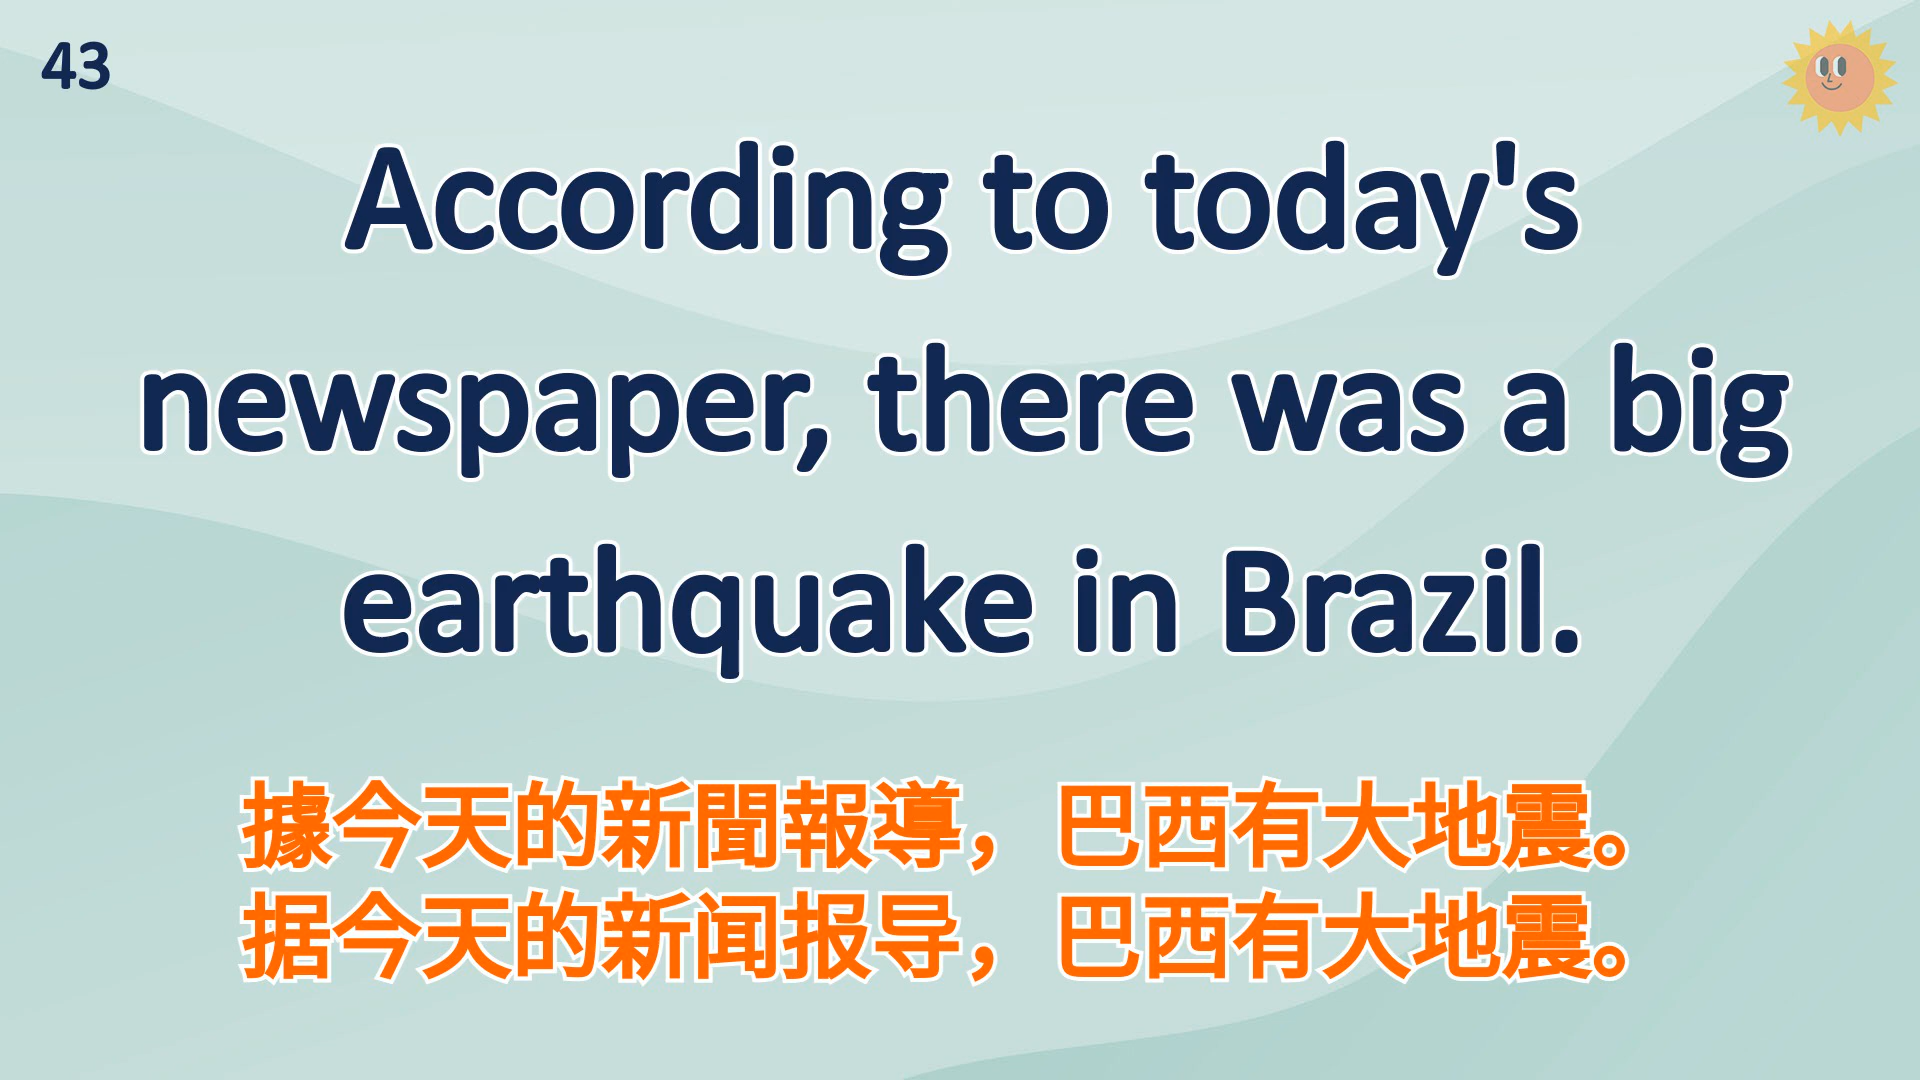 43
According to today's
newspaper, there was a big
earthquake in Brazil.
據今天的新聞報導，巴西有大地震。
据今天的新闻报导，巴西有大地震。